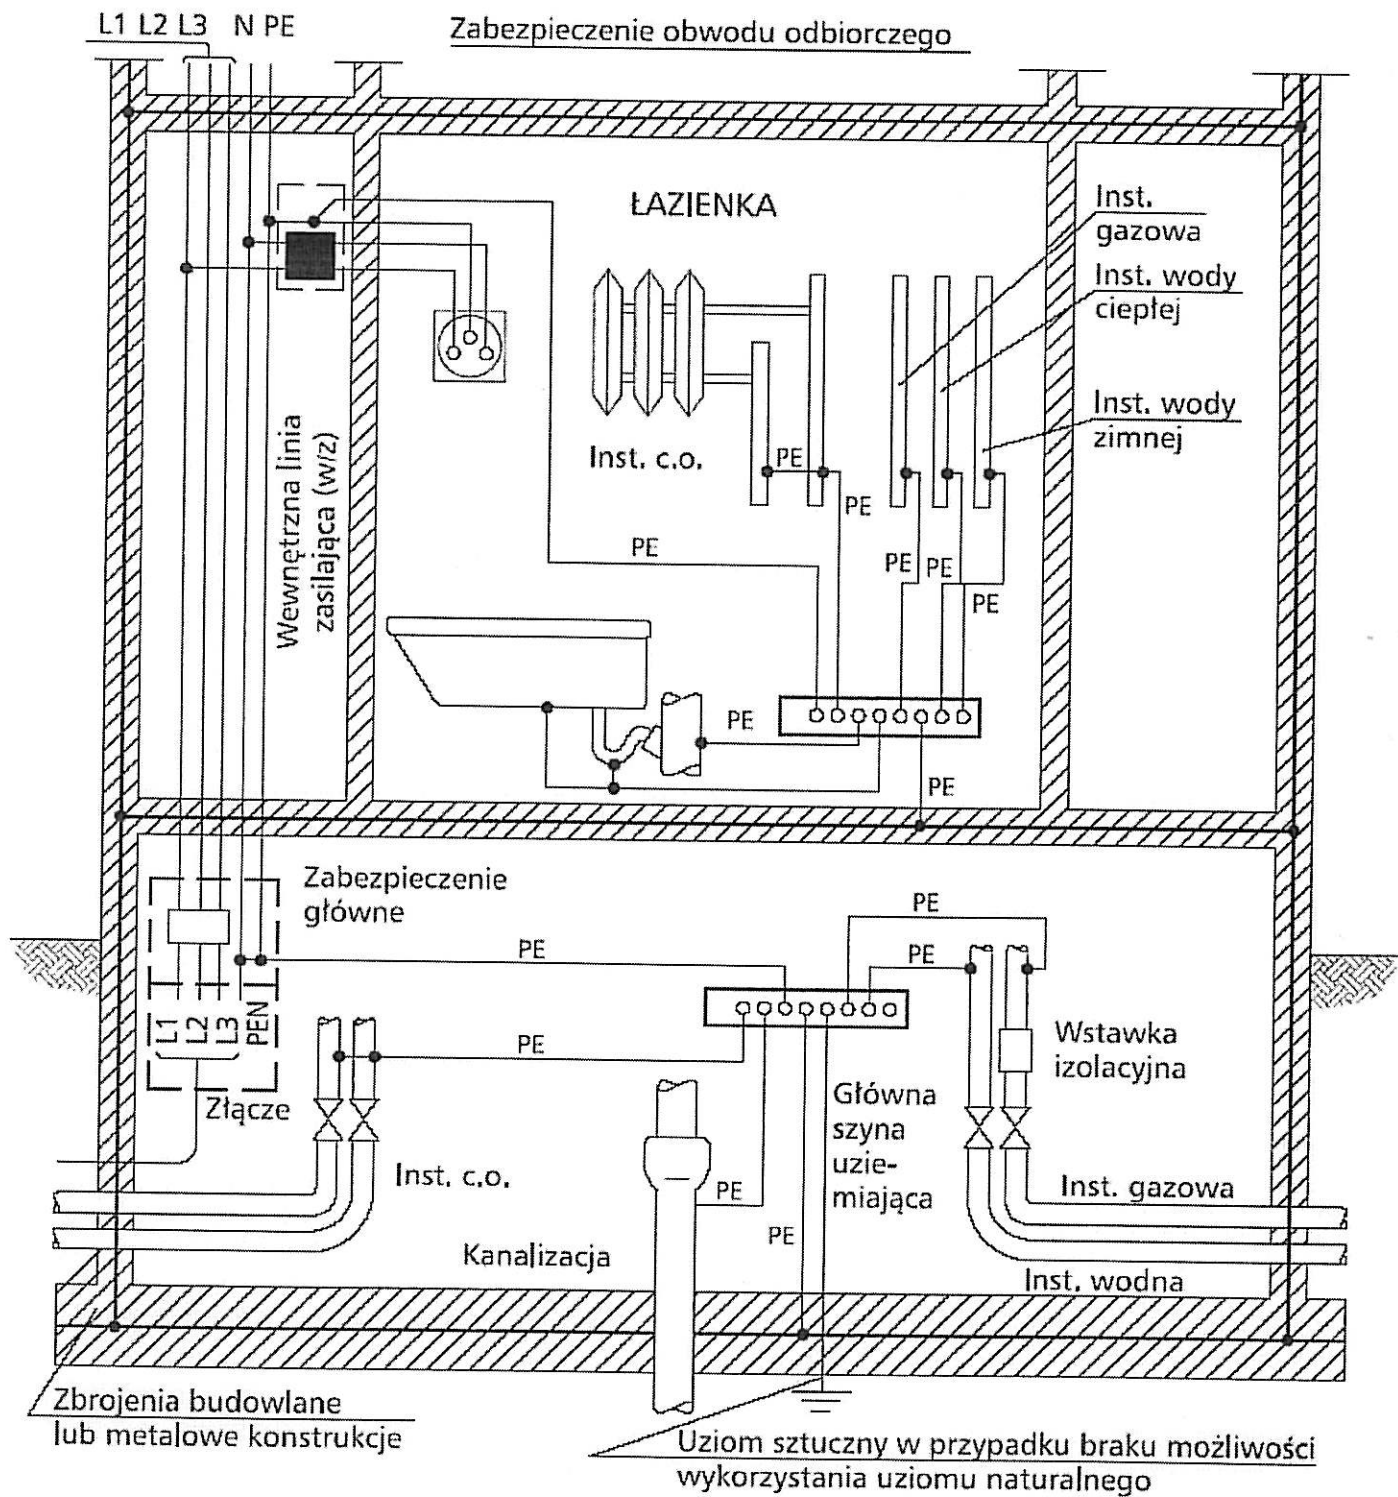 L1 L2 L3 N PE
Zabezpieczenie obwodu odbiorczego
ŁAZIENKA
Inst.
gazowa
Inst. wody
ciepłej
Inst. wody
zimnej
Inst. c.o.
PE
PE
PE
PE
PE
PE
Wewnętrzna linia
zasilająca (w/z)
PE
PE
Zabezpieczenie
główne
PE
PE
PE
L1
L2
L3
PEN
Złącze
PE
Wstawka
izolacyjna
Główna
szyna
uzie-
miająca
Inst. c.o.
PE
PE
Inst. gazowa
Kanalizacja
Inst. wodna
Zbrojenia budowlane
lub metalowe konstrukcje
Uziom sztuczny w przypadku braku możliwości
wykorzystania uziomu naturalnego